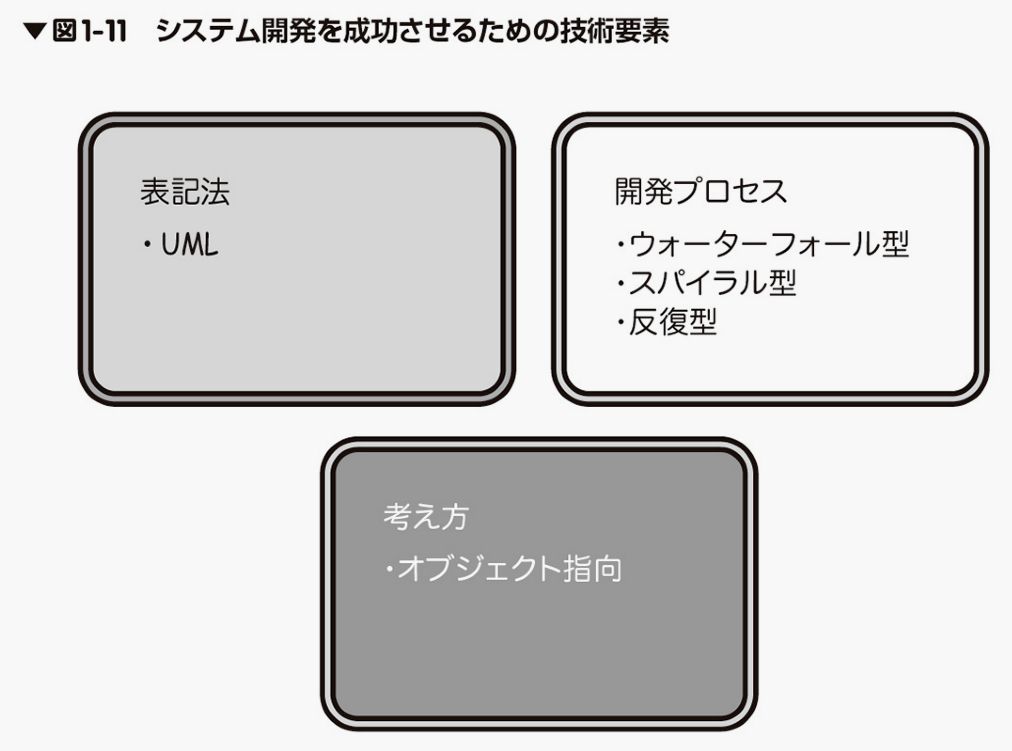 ▼図1-11 システム開発を成功させるための技術要素
表記法
・UML
開発プロセス
・ウォーターフォール型
・スパイラル型
・反復型
考え方
・オブジェクト指向